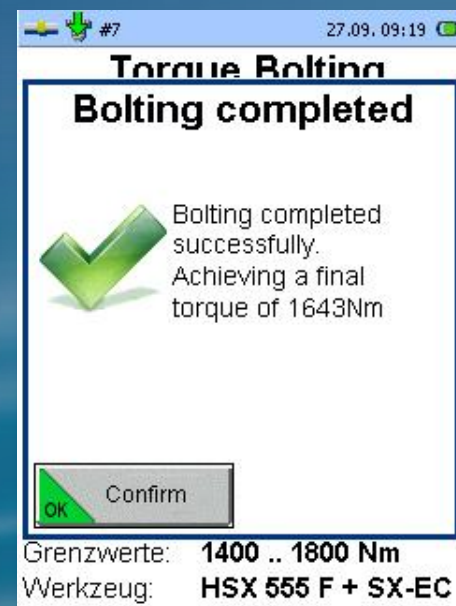 #7 27.09. 09:19
Torque Bolting
Bolting completed
Bolting completed
successfully.
Achieving a final
torque of 1643Nm
OK Confirm
Grenzwerte: 1400 .. 1800 Nm
Werkzeug: HSX 555 F + SX-EC